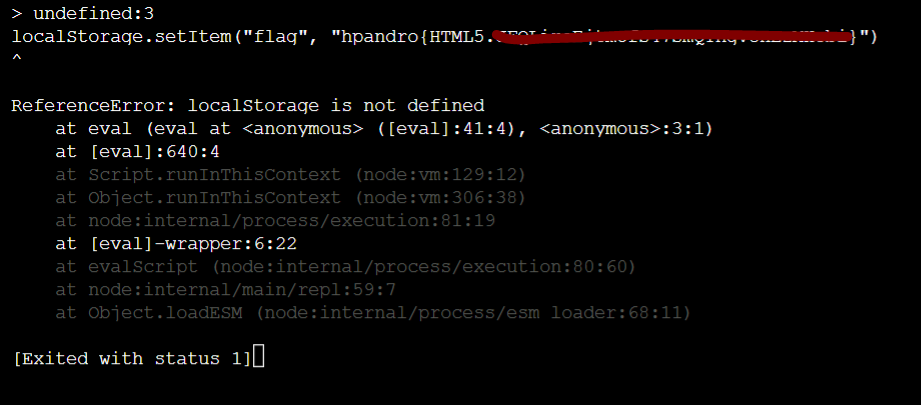 > undefined:3
localStorage.setItem("flag", "hpandro{HTML5. }")
^
ReferenceError: localStorage is not defined
at eval (eval at <anonymous> ([eval]:41:4), <anonymous>:3:1)
at [eval]:640:4
at Script.runInThisContext (node:vm:129:12)
at Object.runInThisContext (node:vm:306:38)
at node:internal/process/execution:81:19
at [eval]-wrapper:6:22
at evalScript (node:internal/process/execution:80:60)
at node:internal/main/repl:59:7
at Object.loadESM (node:internal/process/esm loader:68:11)
[Exited with status 1]